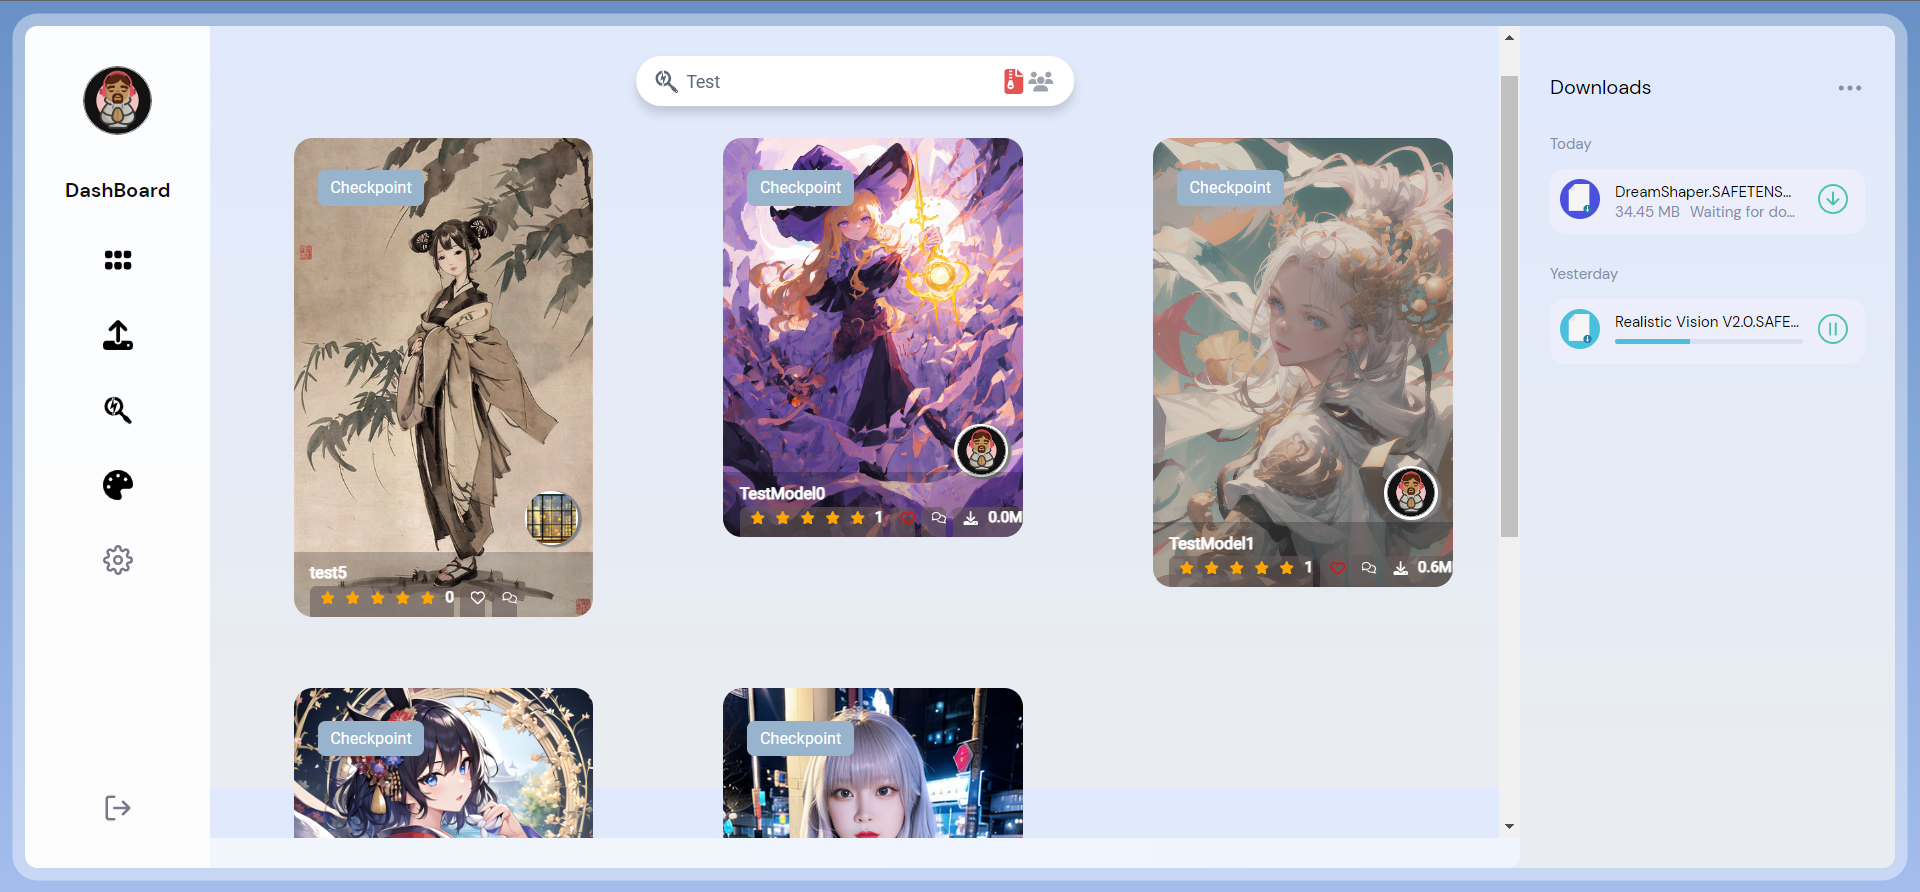 DashBoard
Test
Checkpoint
test5
0
Checkpoint
TestModel0
1 0.0M
Checkpoint
TestModel1
1 0.6M
Checkpoint
Checkpoint
Downloads
Today
DreamShaper.SAFETENS...
34.45 MB Waiting for do...
Yesterday
Realistic Vision V2.0.SAFE...